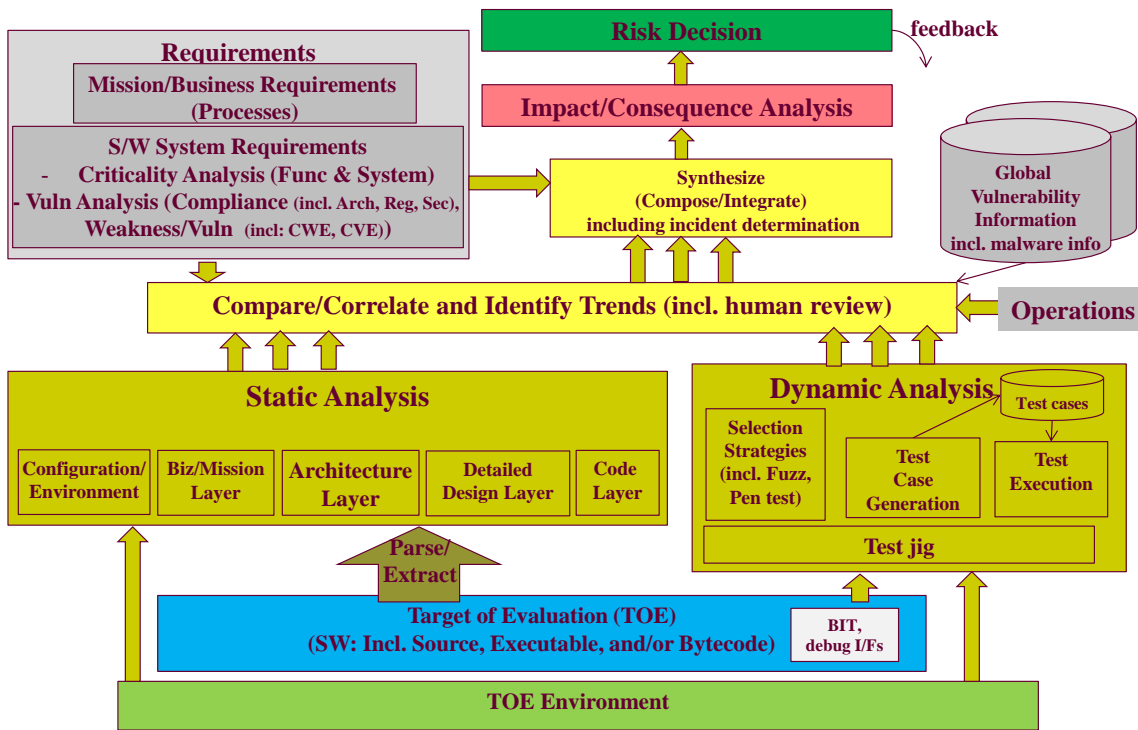 Risk Decision
feedback
Requirements
Mission/Business Requirements
(Processes)
S/W System Requirements
- Criticality Analysis (Func & System)
- Vuln Analysis (Compliance (incl. Arch, Reg, Sec),
Weakness/Vuln (incl: CWE, CVE))
Impact/Consequence Analysis
Synthesize
(Compose/Integrate)
including incident determination
Global
Vulnerability
Information
incl. malware info
Compare/Correlate and Identify Trends (incl. human review)
Operations
Static Analysis
Configuration/
Environment
Biz/Mission
Layer
Architecture
Layer
Detailed
Design Layer
Code
Layer
Dynamic Analysis
Test cases
Selection
Strategies
(incl. Fuzz,
Pen test)
Test
Case
Generation
Test
Execution
Test jig
Parse/
Extract
Target of Evaluation (TOE)
(SW: Incl. Source, Executable, and/or Bytecode)
BIT,
debug I/Fs
TOE Environment